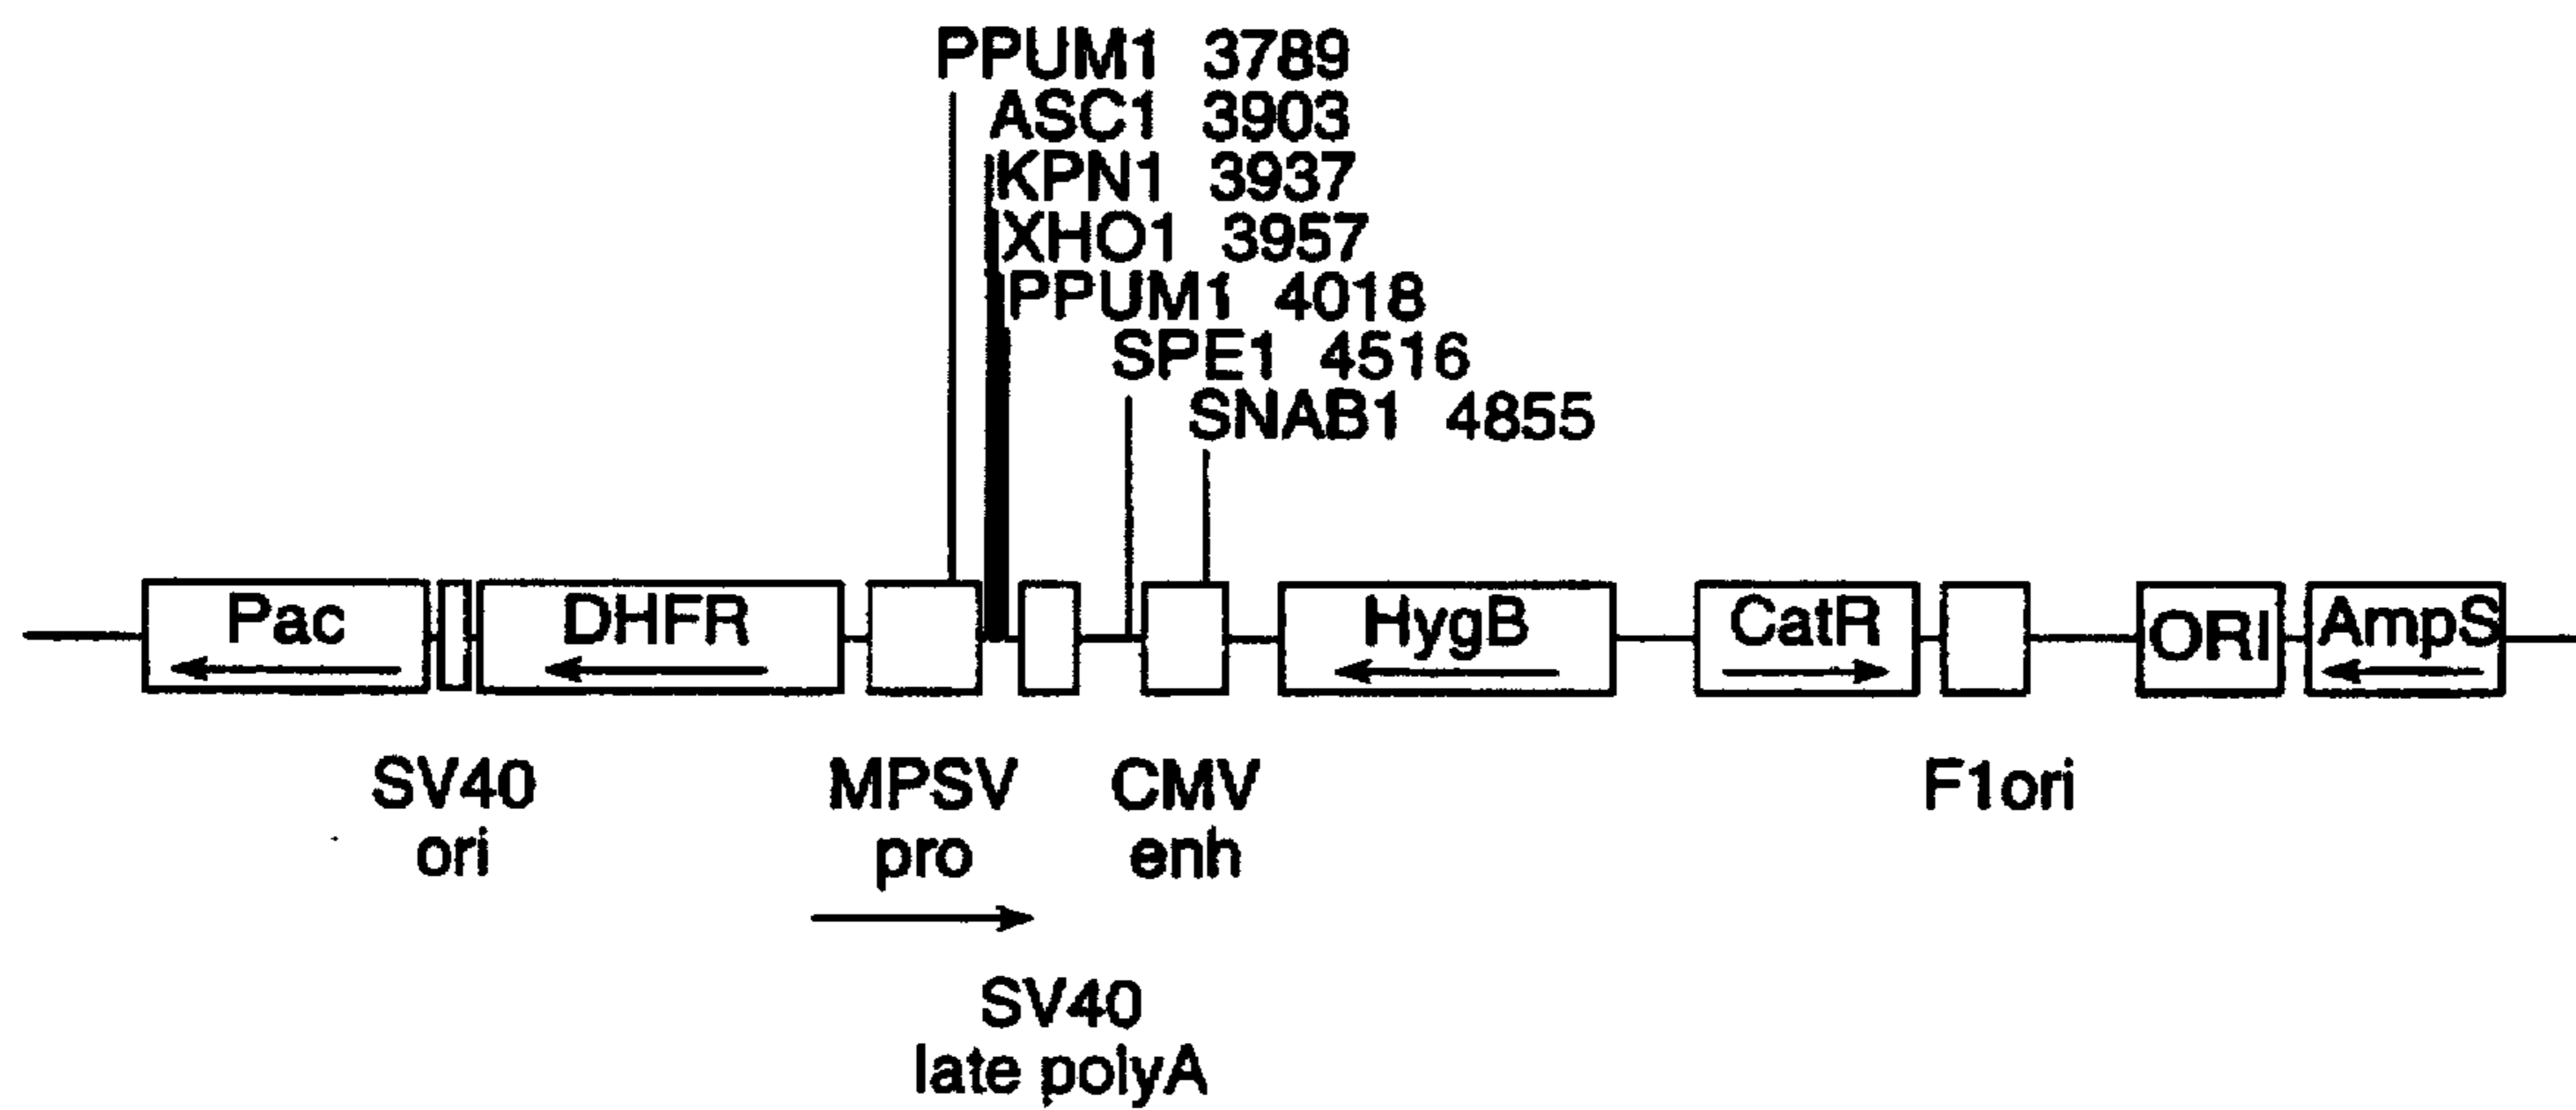 PPUM1 3789
ASC1 3903
KPN1 3937
XHO1 3957
PPUM1 4018
SPE1 4516
SNAB1 4855
Pac
DHFR
HygB
CatR
ORI
AmpS
SV40
ori
MPSV
pro
CMV
enh
F1ori
SV40
late polyA